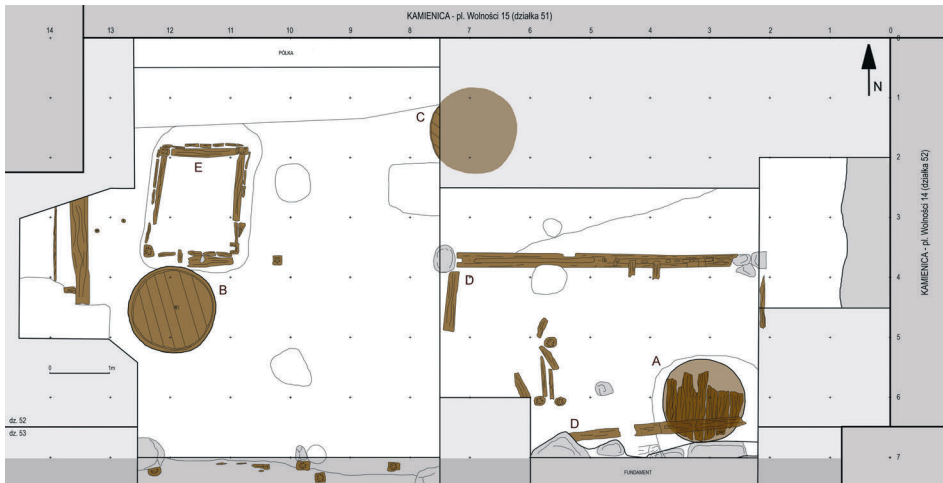 KAMIENICA - pl. Wolności 15 (działka 51)
14 13 12 11 10 9 8 7 6 5 4 3 2 1 0
0
PÓŁKA
N
1
C
2
E
KAMIENICA - pl. Wolności 14 (działka 52)
3
4
D
B
5
A
0 1m
6
dz. 52
D
dz. 53
7
FUNDAMENT